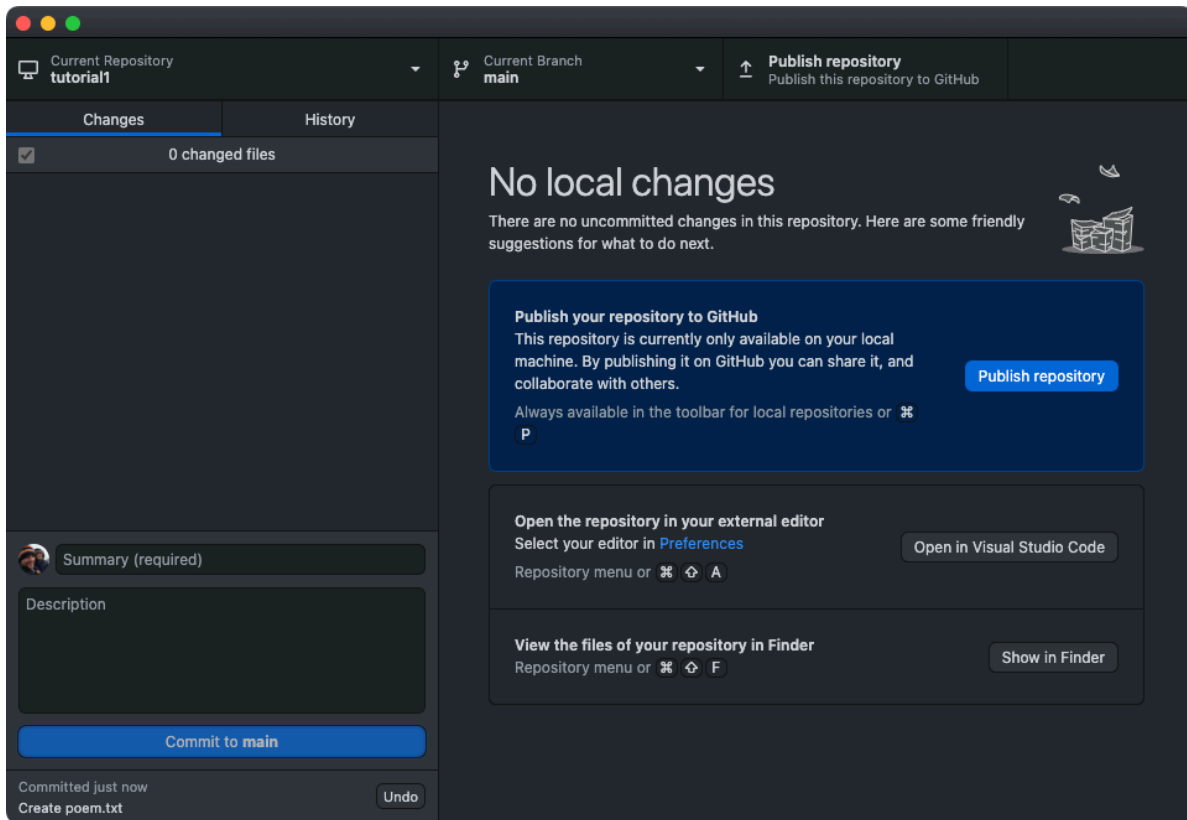 Current Repository
tutorial1
Current Branch
main
Publish repository
Publish this repository to GitHub
Changes
History
0 changed files
No local changes
There are no uncommitted changes in this repository. Here are some friendly
suggestions for what to do next.
Publish your repository to GitHub
This repository is currently only available on your local
machine. By publishing it on GitHub you can share it, and
collaborate with others.
Always available in the toolbar for local repositories or ⌘
P
Publish repository
Open the repository in your external editor
Select your editor in Preferences
Repository menu or ⌘ ⇧ A
Open in Visual Studio Code
View the files of your repository in Finder
Repository menu or ⌘ ⇧ F
Show in Finder
Summary (required)
Description
Commit to main
Committed just now
Create poem.txt
Undo